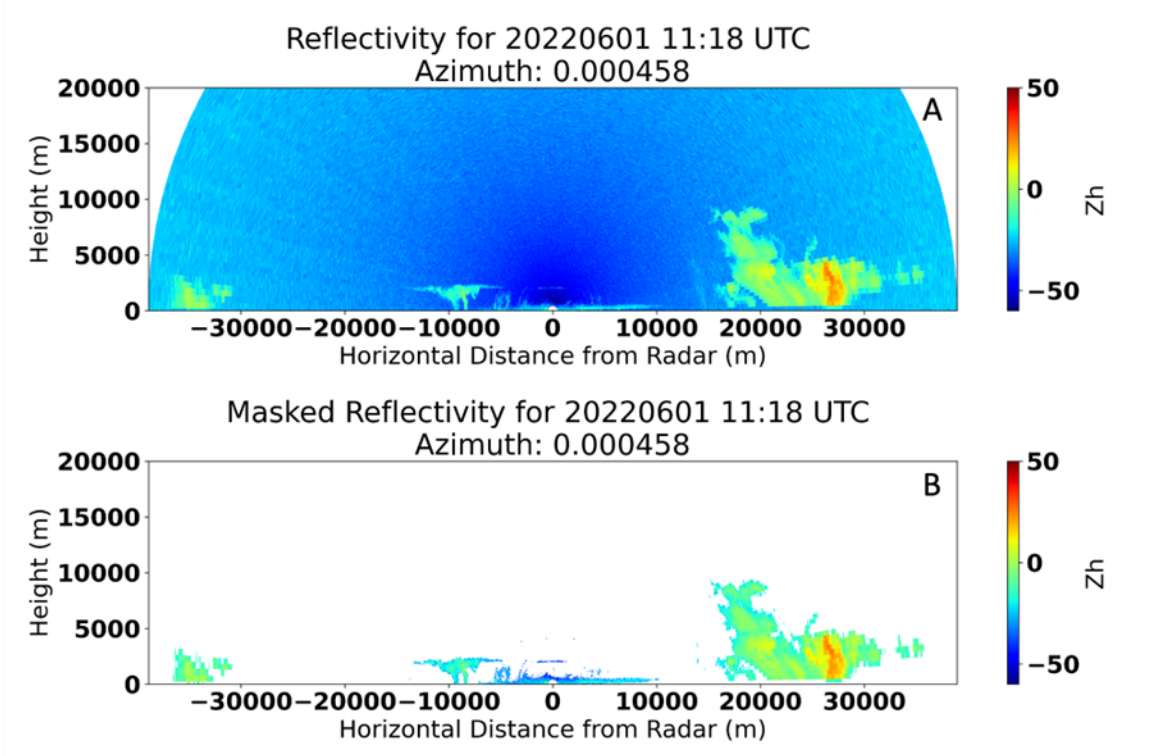 Reflectivity for 20220601 11:18 UTC
Azimuth: 0.000458
A
20000
15000
10000
5000
0
Height (m)
−30000 −20000 −10000 0 10000 20000 30000
Horizontal Distance from Radar (m)
50
0
−50
Zh
Masked Reflectivity for 20220601 11:18 UTC
Azimuth: 0.000458
B
20000
15000
10000
5000
0
Height (m)
−30000 −20000 −10000 0 10000 20000 30000
Horizontal Distance from Radar (m)
50
0
−50
Zh